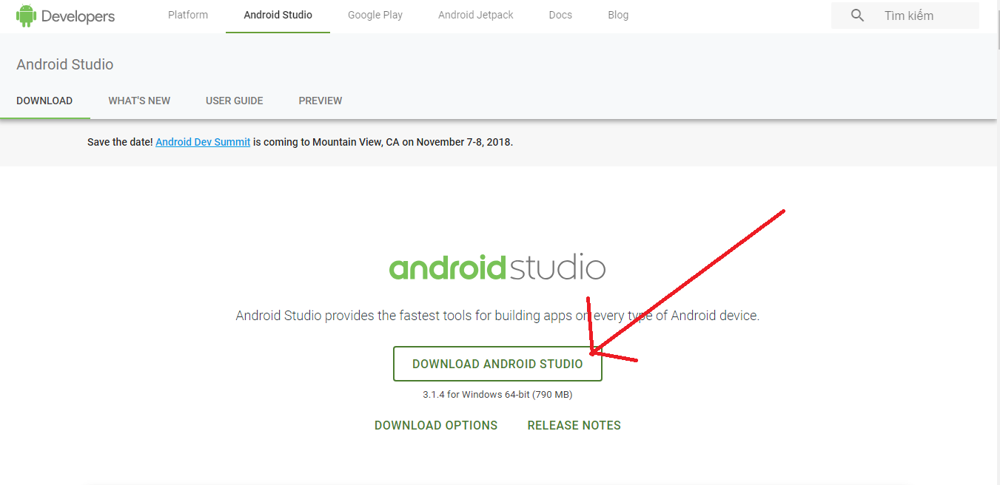 Developers
Platform
Android Studio
Google Play
Android Jetpack
Docs
Blog
Tìm kiếm
Android Studio
DOWNLOAD
WHAT'S NEW
USER GUIDE
PREVIEW
Save the date! Android Dev Summit is coming to Mountain View, CA on November 7-8, 2018.
androidstudio
Android Studio provides the fastest tools for building apps on every type of Android device.
DOWNLOAD ANDROID STUDIO
3.1.4 for Windows 64-bit (790 MB)
DOWNLOAD OPTIONS
RELEASE NOTES